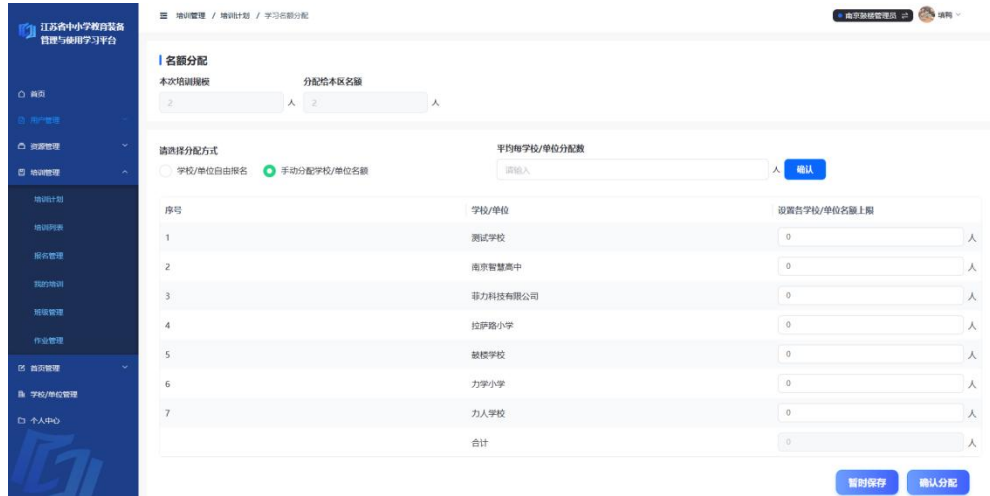 江苏省中小学教育装备
管理与使用学习平台
首页
用户管理
资源管理
培训管理
培训计划
培训列表
报名管理
我的培训
班级管理
作业管理
首页管理
学校/单位管理
个人中心
培训管理 / 培训计划 / 学习名额分配
南京鼓楼管理员
名额分配
本次培训规模 分配给本区名额
2 人 2 人
请选择分配方式 平均每学校/单位分配数
学校/单位自由报名 手动分配学校/单位名额 请输入 人 确认
序号 学校/单位 设置各学校/单位名额上限
1 测试学校 0 人
2 南京智慧高中 0 人
3 菲力科技有限公司 0 人
4 拉萨路小学 0 人
5 鼓楼学校 0 人
6 力学小学 0 人
7 力人学校 0 人
合计 0 人
暂时保存 确认分配